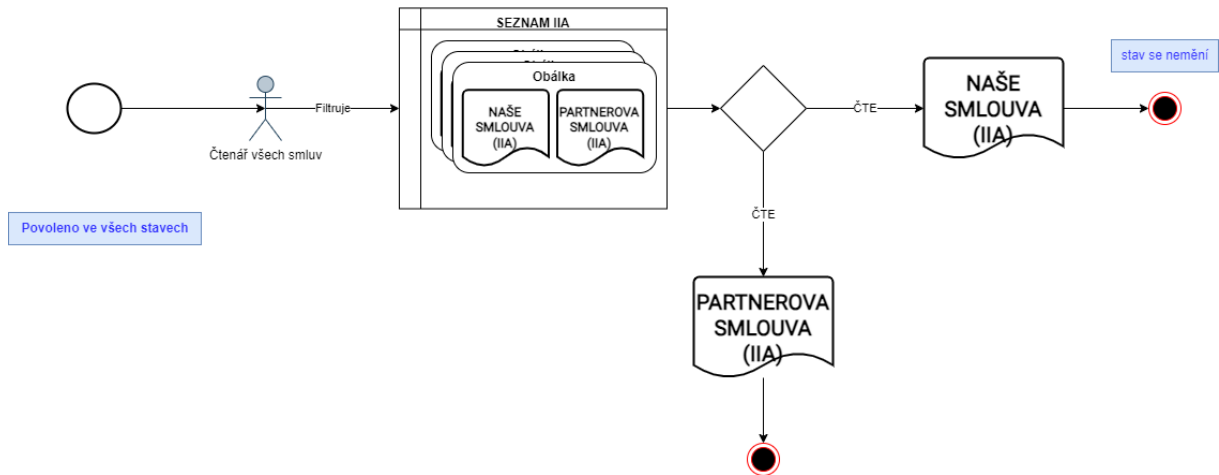 SEZNAM IIA
stav se nemění
Obálka
NAŠE
SMLOUVA
(IIA)
PARTNEROVA
SMLOUVA
(IIA)
Filtruje
Čtenář všech smluv
ČTE
NAŠE
SMLOUVA
(IIA)
Povoleno ve všech stavech
ČTE
PARTNEROVA
SMLOUVA
(IIA)